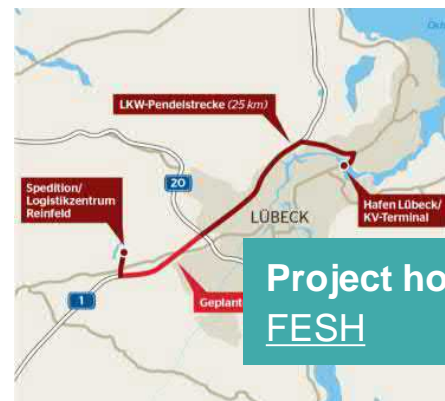 LKW-Pendelstrecke (25 km)
Spedition/
Logistikzentrum
Reinfeld
20
LÜBECK
Hafen Lübeck/
KV-Terminal
1
Geplant
Project ho
FESH